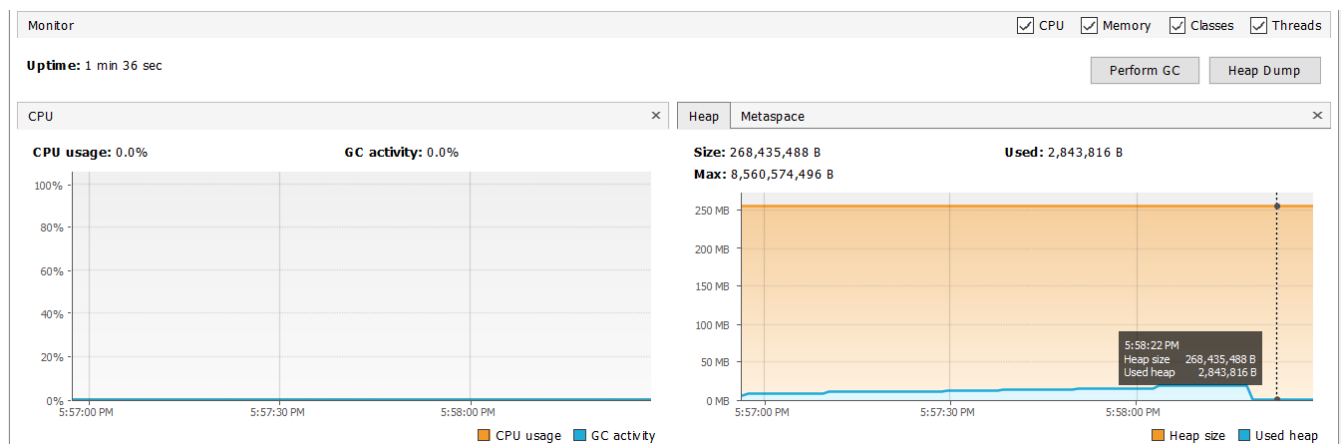 Monitor
CPU Memory Classes Threads
Uptime: 1 min 36 sec
Perform GC Heap Dump
CPU
CPU usage: 0.0% GC activity: 0.0%
100%
80%
60%
40%
20%
0%
5:57:00 PM 5:57:30 PM 5:58:00 PM
CPU usage GC activity
Heap Metaspace
Size: 268,435,488 B Used: 2,843,816 B
Max: 8,560,574,496 B
250 MB
200 MB
150 MB
100 MB
50 MB
0 MB
5:58:22 PM
Heap size 268,435,488 B
Used heap 2,843,816 B
5:57:00 PM 5:57:30 PM 5:58:00 PM
Heap size Used heap